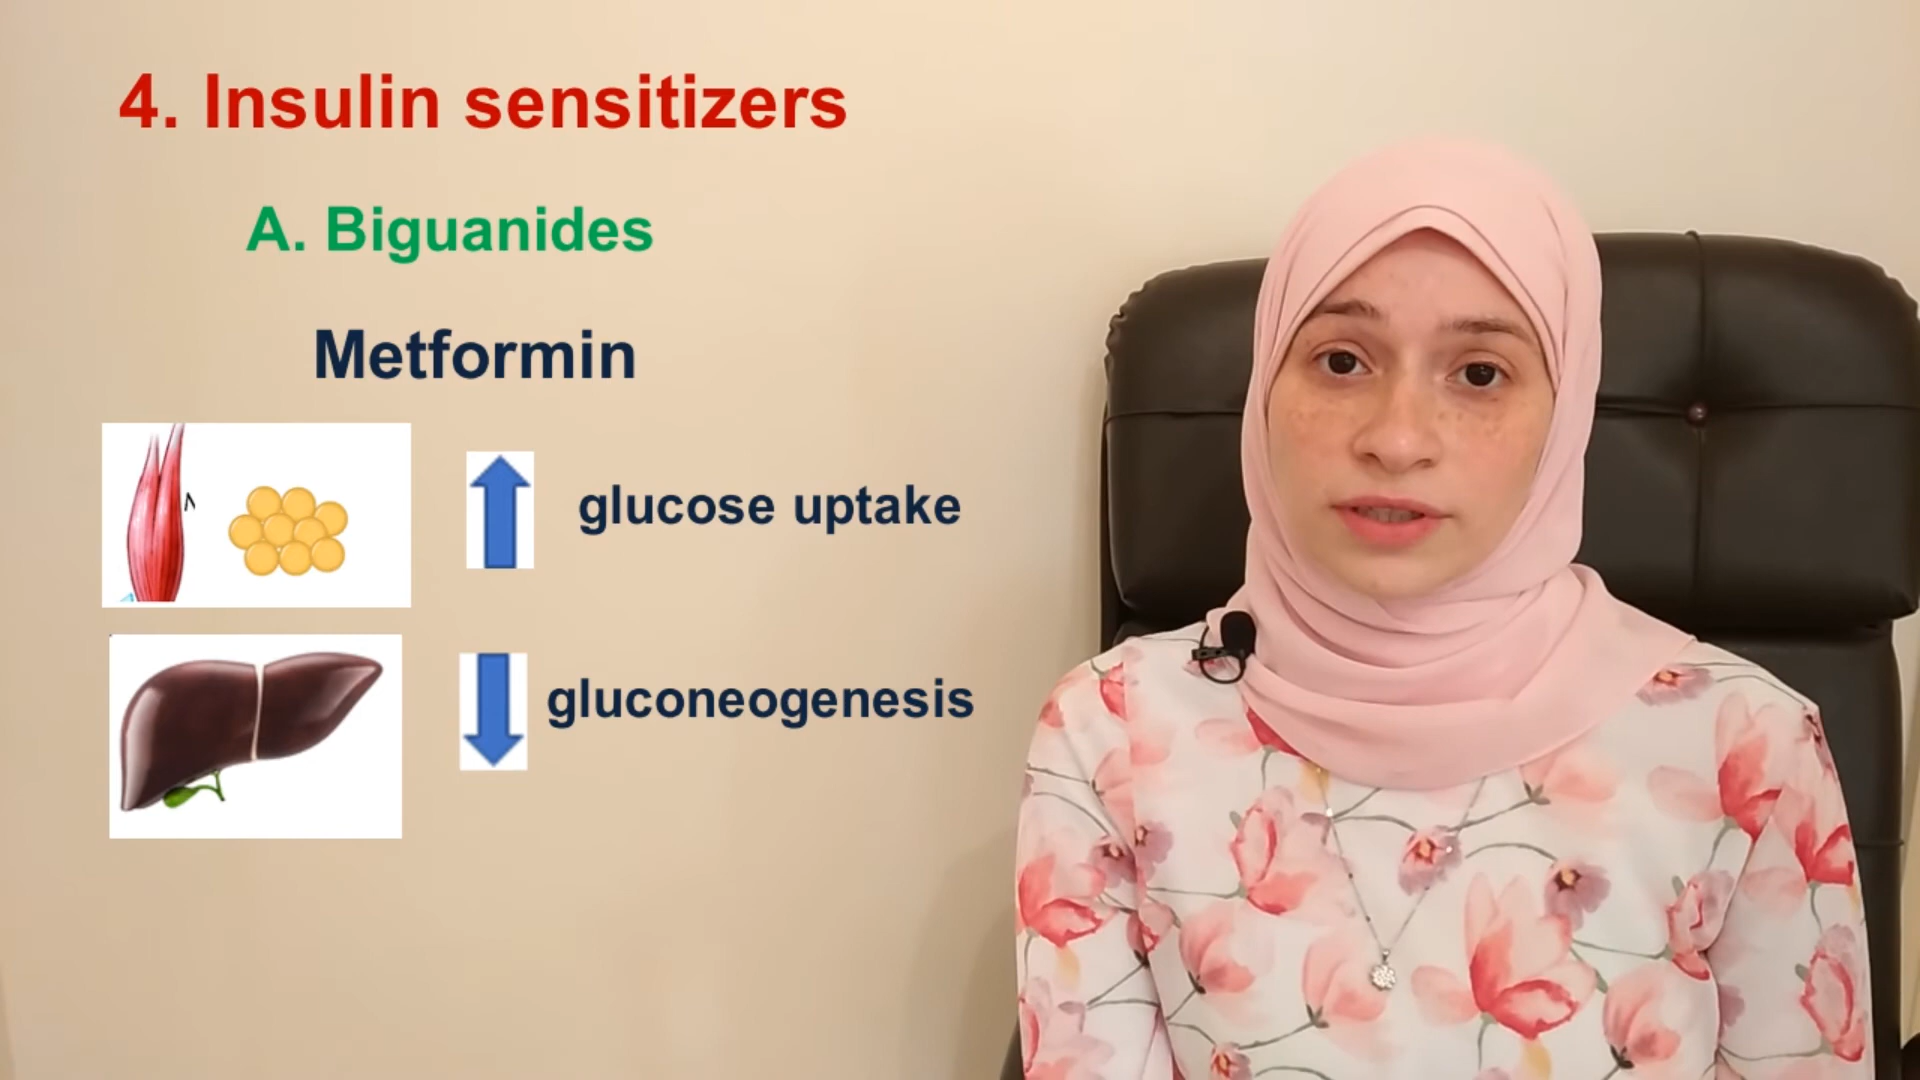 4. Insulin sensitizers
A. Biguanides
Metformin
glucose uptake
gluconeogenesis